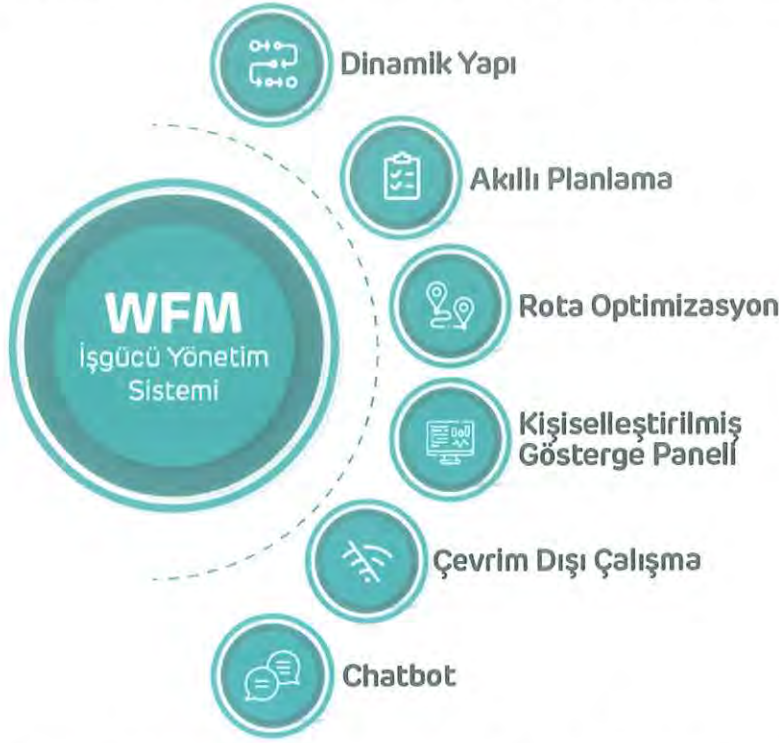 Dinamik Yapı
Akıllı Planlama
WFM
İşgücü Yönetim
Sistemi
Rota Optimizasyon
Kişiselleştirilmiş
Gösterge Paneli
Çevrim Dışı Çalışma
Chatbot